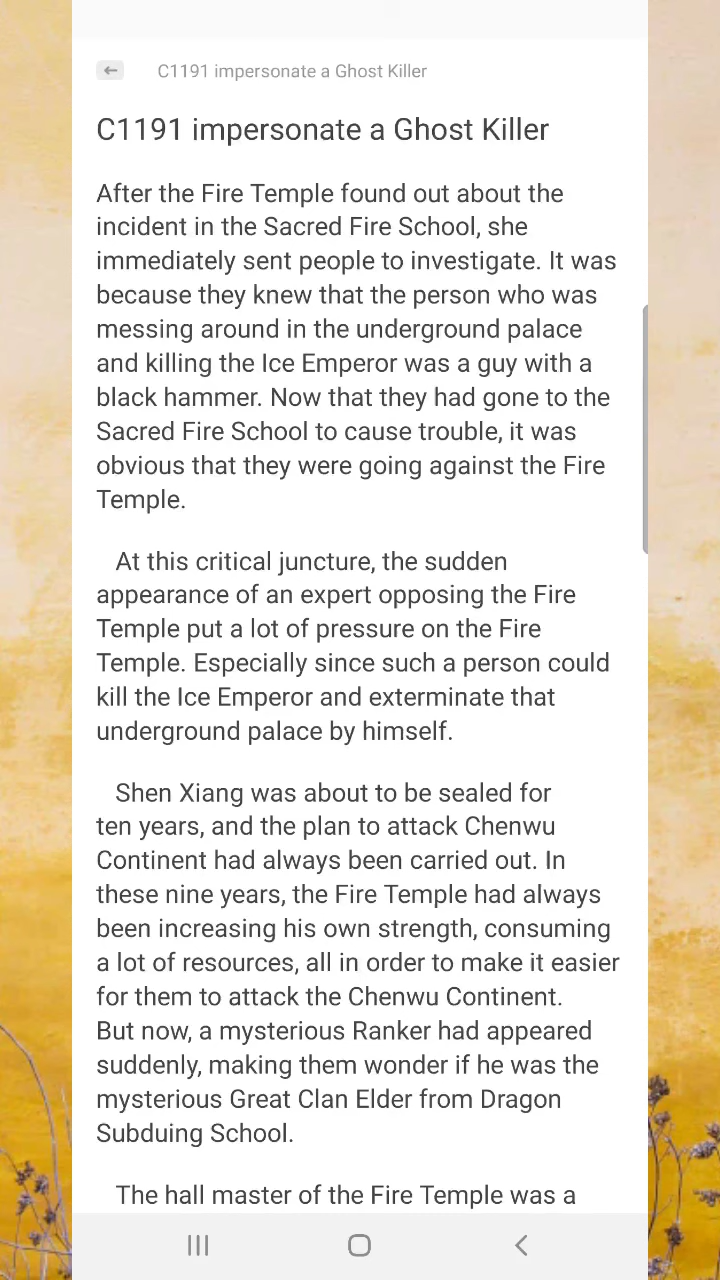 C1191 impersonate a Ghost Killer
C1191 impersonate a Ghost Killer
After the Fire Temple found out about the
incident in the Sacred Fire School, she
immediately sent people to investigate. It was
because they knew that the person who was
messing around in the underground palace
and killing the Ice Emperor was a guy with a
black hammer. Now that they had gone to the
Sacred Fire School to cause trouble, it was
obvious that they were going against the Fire
Temple.
At this critical juncture, the sudden
appearance of an expert opposing the Fire
Temple put a lot of pressure on the Fire
Temple. Especially since such a person could
kill the Ice Emperor and exterminate that
underground palace by himself.
Shen Xiang was about to be sealed for
ten years, and the plan to attack Chenwu
Continent had always been carried out. In
these nine years, the Fire Temple had always
been increasing his own strength, consuming
a lot of resources, all in order to make it easier
for them to attack the Chenwu Continent.
But now, a mysterious Ranker had appeared
suddenly, making them wonder if he was the
mysterious Great Clan Elder from Dragon
Subduing School.
The hall master of the Fire Temple was a